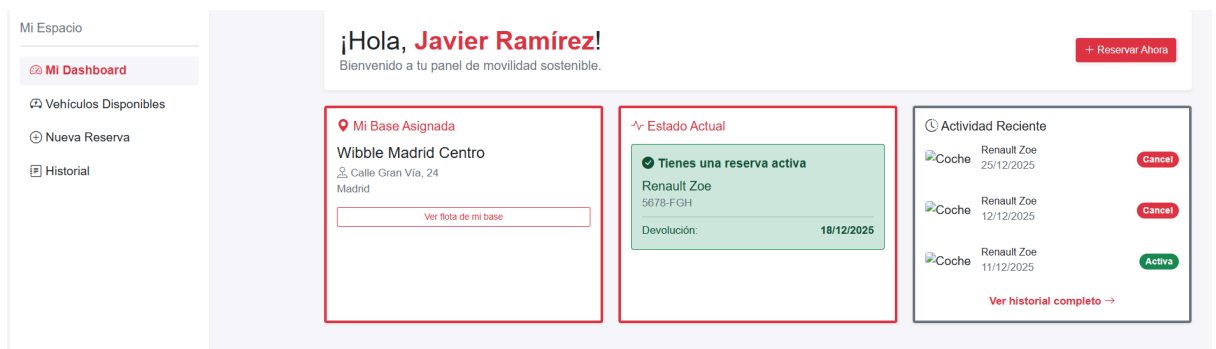 Mi Espacio
Mi Dashboard
Vehículos Disponibles
Nueva Reserva
Historial
¡Hola, Javier Ramírez!
Bienvenido a tu panel de movilidad sostenible.
+ Reservar Ahora
Mi Base Asignada
Wibble Madrid Centro
Calle Gran Vía, 24
Madrid
Ver flota de mi base
Estado Actual
Tienes una reserva activa
Renault Zoe
5678-FGH
Devolución: 18/12/2025
Actividad Reciente
Coche
Renault Zoe
25/12/2025
Cancel
Coche
Renault Zoe
12/12/2025
Cancel
Coche
Renault Zoe
11/12/2025
Activa
Ver historial completo →